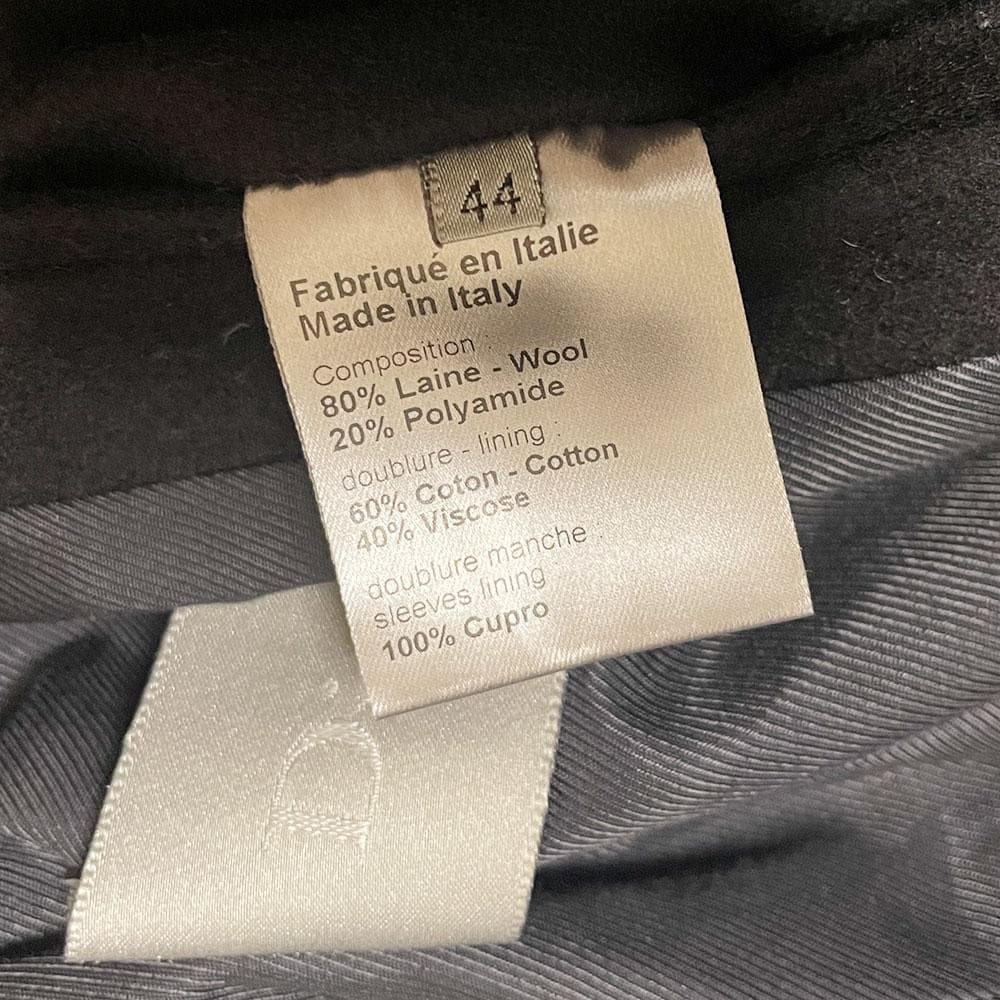 44
Fabriqué en Italie
Made in Italy
Composition :
80% Laine - Wool
20% Polyamide
doublure - lining :
60% Coton - Cotton
40% Viscose
doublure manche :
sleeves lining :
100% Cupro
D